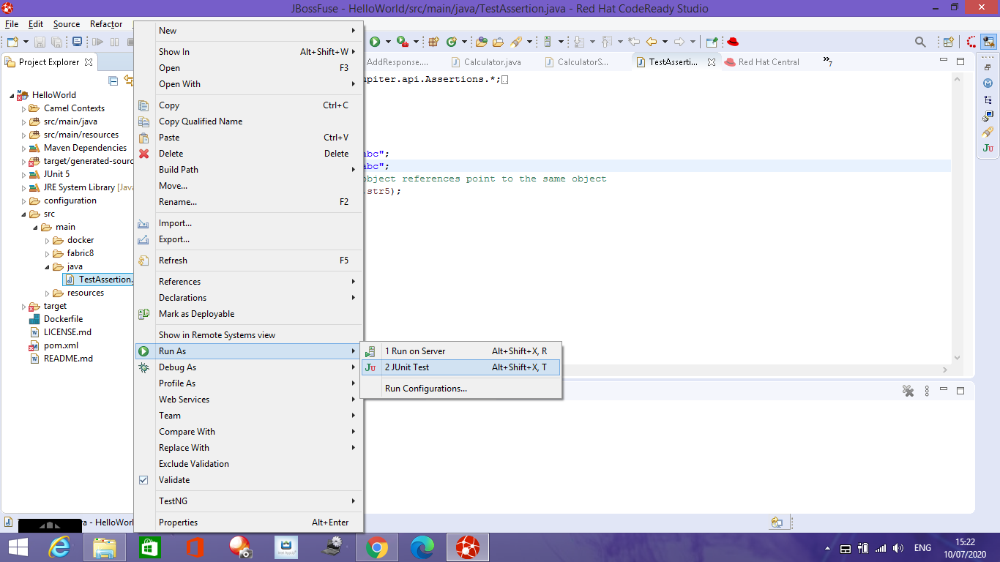 JBossFuse - HelloWorld/src/main/java/TestAssertion.java - Red Hat CodeReady Studio
File Edit Source Refactor
Project Explorer
AddResponse.... Calculator.java CalculatorS... TestAsserti... Red Hat Central »7
HelloWorld
Camel Contexts
src/main/java
src/main/resources
Maven Dependencies
target/generated-sourc
JUnit 5
JRE System Library [Java
configuration
src
main
docker
fabric8
java
TestAssertion.
resources
target
Dockerfile
LICENSE.md
pom.xml
README.md
New
Show In Alt+Shift+W
Open F3
Open With
Copy Ctrl+C
Copy Qualified Name
Paste Ctrl+V
Delete Delete
Build Path
Move...
Rename... F2
Import...
Export...
Refresh F5
References
Declarations
Mark as Deployable
Show in Remote Systems view
Run As
Debug As
Profile As
Web Services
Team
Compare With
Replace With
Exclude Validation
Validate
TestNG
Properties Alt+Enter
1 Run on Server Alt+Shift+X, R
2 JUnit Test Alt+Shift+X, T
Run Configurations...
upiter.api.Assertions.*;
abc";
abc";
object references point to the same object
.str5);
a - HelloWorl
ENG
15:22
10/07/2020